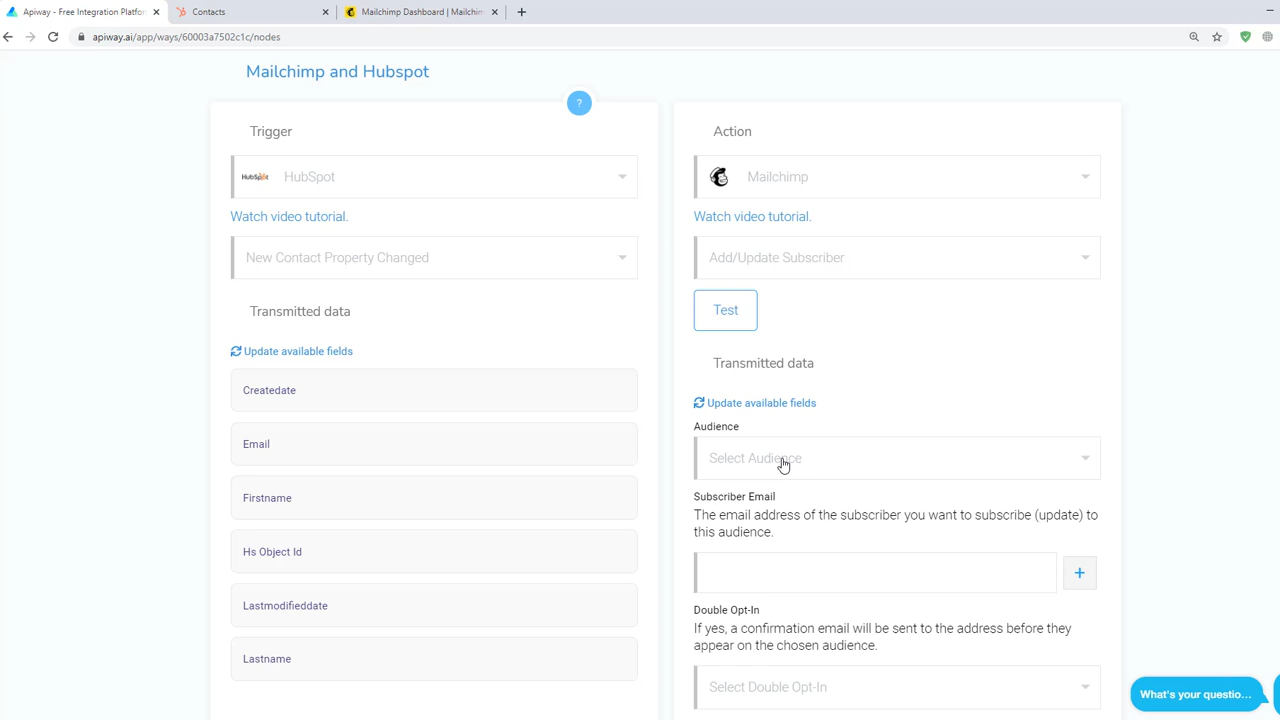 Apiway - Free Integration Platfor
Contacts
Mailchimp Dashboard | Mailchim
apiway.ai/app/ways/60003a7502c1c/nodes
Mailchimp and Hubspot
?
Trigger
HubSpot
HubSpot
Watch video tutorial.
New Contact Property Changed
Transmitted data
Update available fields
Createdate
Email
Firstname
Hs Object Id
Lastmodifieddate
Lastname
Action
Mailchimp
Watch video tutorial.
Add/Update Subscriber
Test
Transmitted data
Update available fields
Audience
Select Audience
Subscriber Email
The email address of the subscriber you want to subscribe (update) to
this audience.
+
Double Opt-In
If yes, a confirmation email will be sent to the address before they
appear on the chosen audience.
Select Double Opt-In
What's your questio...